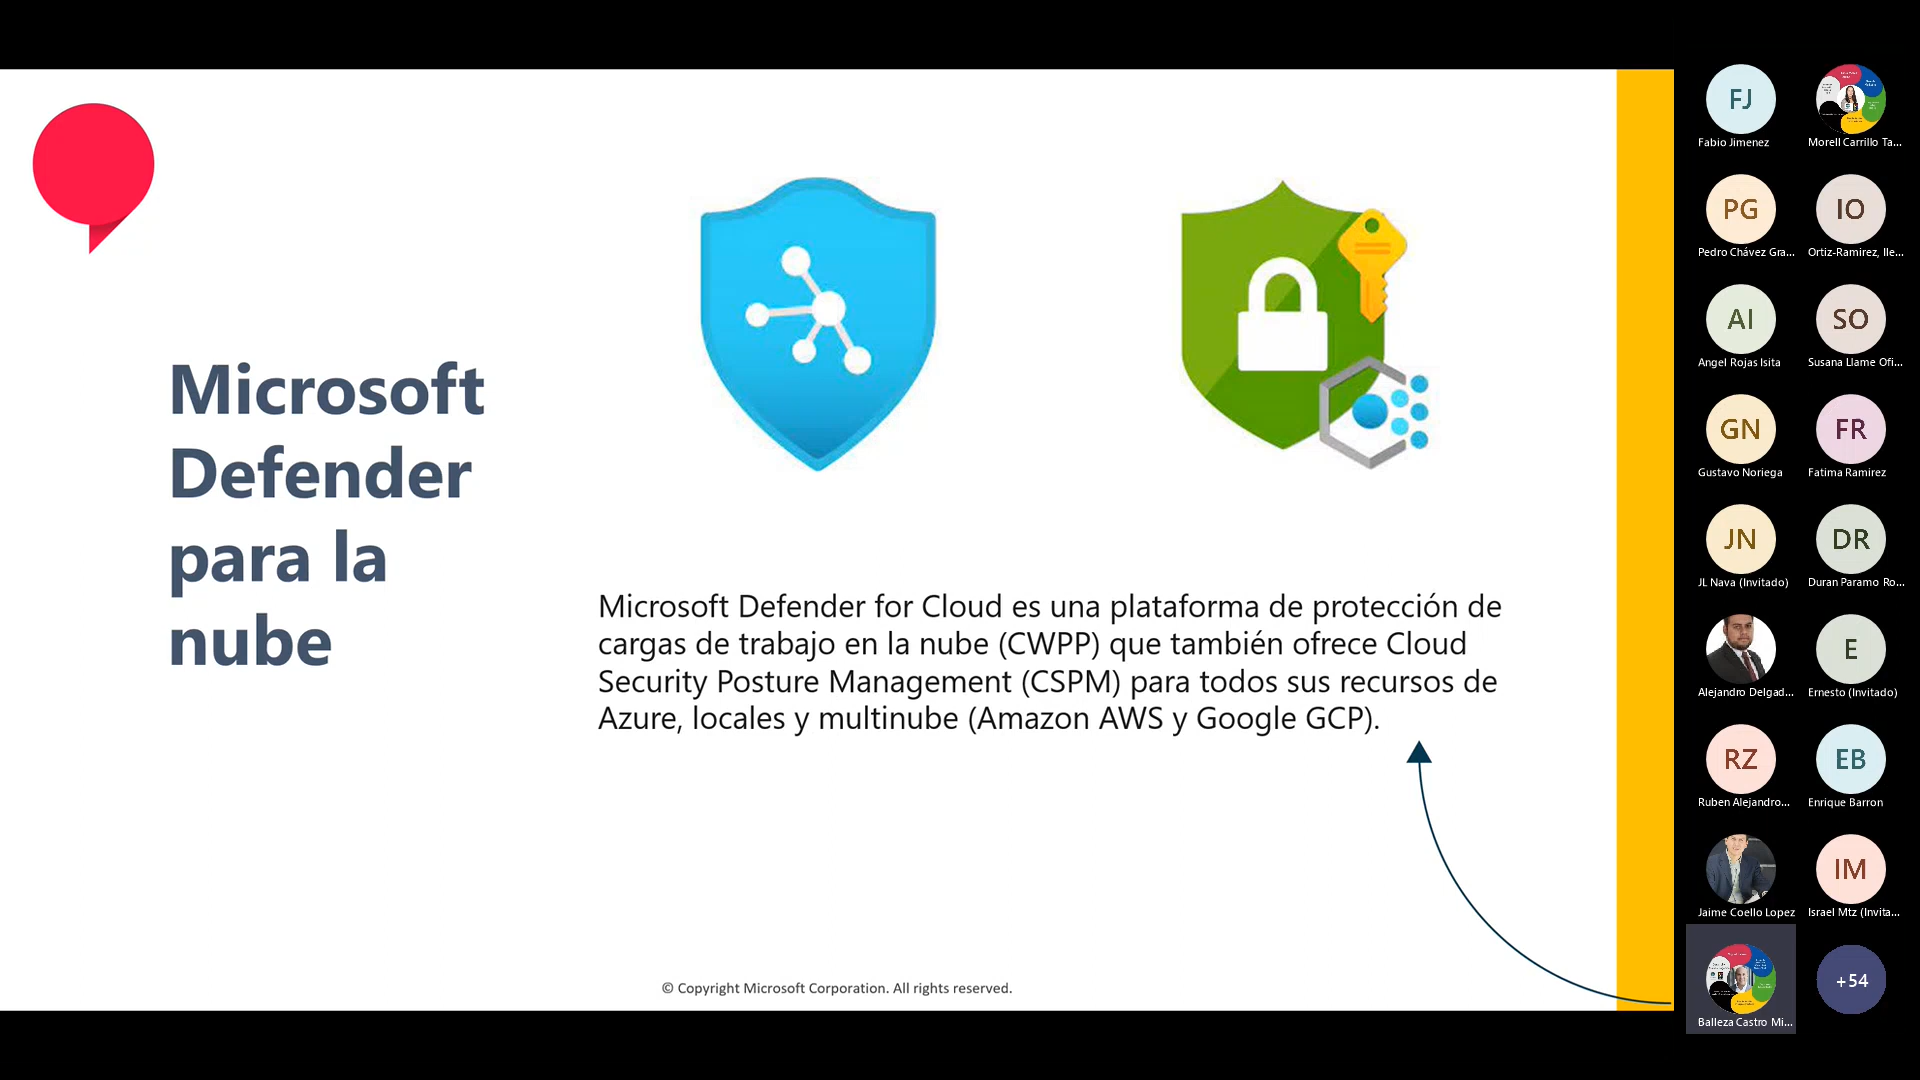 Microsoft
Defender
para la
nube
Microsoft Defender for Cloud es una plataforma de protección de
cargas de trabajo en la nube (CWPP) que también ofrece Cloud
Security Posture Management (CSPM) para todos sus recursos de
Azure, locales y multinube (Amazon AWS y Google GCP).
© Copyright Microsoft Corporation. All rights reserved.
FJ
Fabio Jimenez
Morell Carrillo Ta...
PG
Pedro Chávez Gra...
IO
Ortiz-Ramirez, Ile...
AI
Angel Rojas Isita
SO
Susana Llame Ofi...
GN
Gustavo Noriega
FR
Fatima Ramirez
JN
JL Nava (Invitado)
DR
Duran Paramo Ro...
Alejandro Delgad...
E
Ernesto (Invitado)
RZ
Ruben Alejandro...
EB
Enrique Barron
Jaime Coello Lopez
IM
Israel Mtz (Invita...
Balleza Castro Mi...
+54